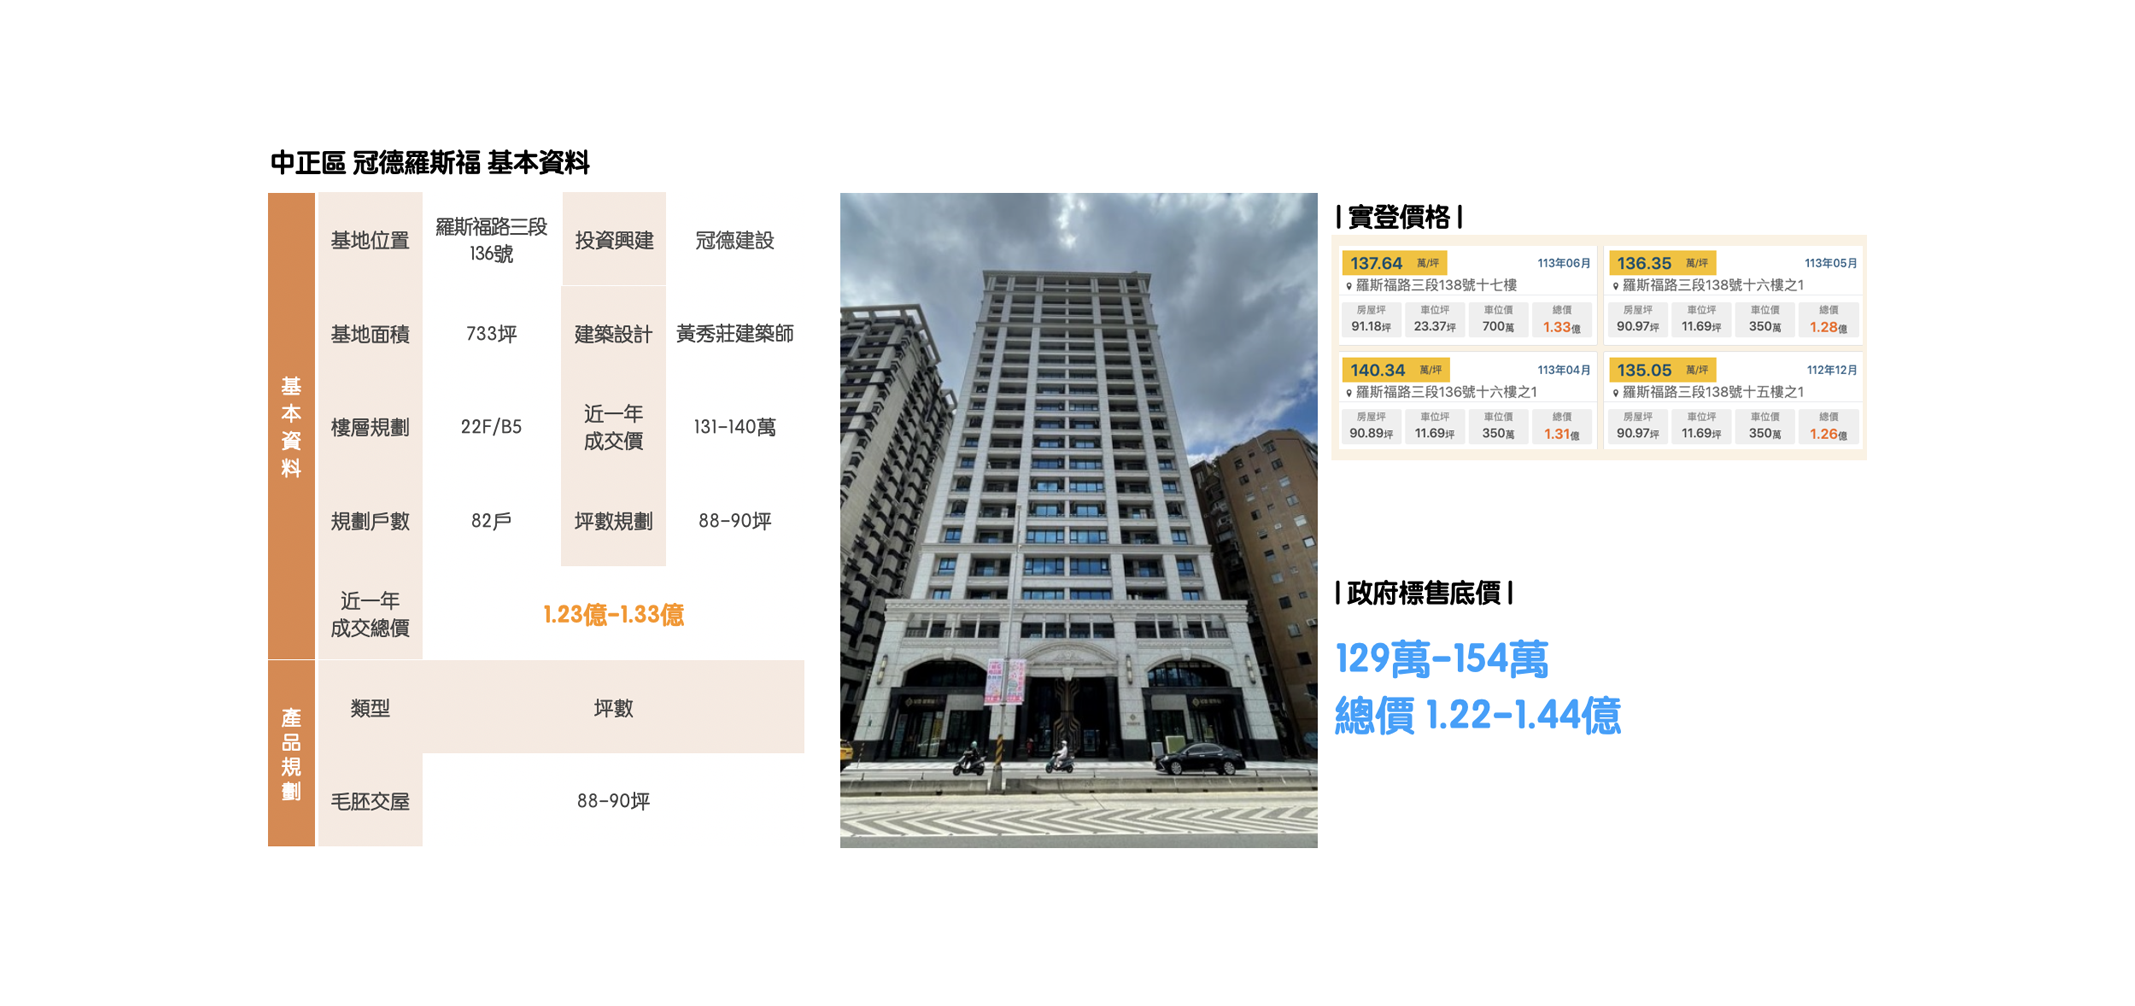 中正區 冠德羅斯福 基本資料
基本資料
基地位置
羅斯福路三段
136號
投資興建
冠德建設
基地面積
733坪
建築設計
黃秀莊建築師
樓層規劃
22F/B5
近一年
成交價
131-140萬
規劃戶數
82戶
坪數規劃
88-90坪
近一年
成交總價
1.23億-1.33億
產品規劃
類型
坪數
毛胚交屋
88-90坪
| 實登價格 |
137.64 萬/坪 113年06月
羅斯福路三段138號十七樓
房屋坪 車位坪 車位價 總價
91.18坪 23.37坪 700萬 1.33億
136.35 萬/坪 113年05月
羅斯福路三段138號十六樓之1
房屋坪 車位坪 車位價 總價
90.97坪 11.69坪 350萬 1.28億
140.34 萬/坪 113年04月
羅斯福路三段136號十六樓之1
房屋坪 車位坪 車位價 總價
90.89坪 11.69坪 350萬 1.31億
135.05 萬/坪 112年12月
羅斯福路三段138號十五樓之1
房屋坪 車位坪 車位價 總價
90.97坪 11.69坪 350萬 1.26億
| 政府標售底價 |
129萬-154萬
總價 1.22-1.44億